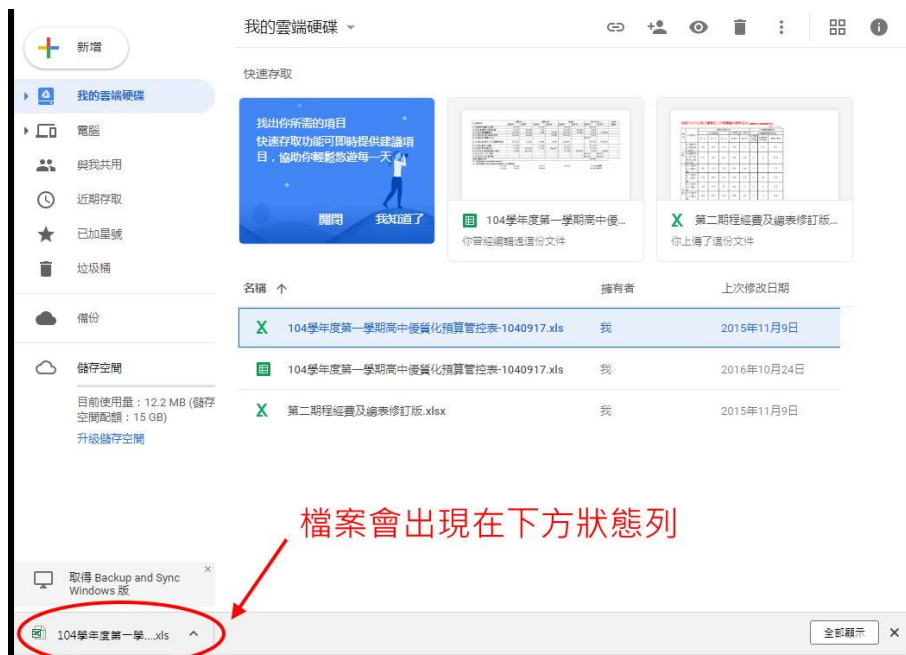 我的雲端硬碟
新增
快速存取
我的雲端硬碟
電腦
與我共用
近期存取
已加星號
垃圾桶
備份
儲存空間
目前使用量：12.2 MB (儲存
空間配額：15 GB)
升級儲存空間
找出你所需的項目
快速存取功能可即時提供建議項
目，協助你輕鬆悠遊每一天。
關閉 我知道了
104學年度第一學期高中優...
你曾經編輯過這份文件
第二期程經費及總表修訂版...
你上傳了這份文件
名稱 擁有者 上次修改日期
104學年度第一學期高中優質化預算管控表-1040917.xls 我 2015年11月9日
104學年度第一學期高中優質化預算管控表-1040917.xls 我 2016年10月24日
第二期程經費及總表修訂版.xlsx 我 2015年11月9日
檔案會出現在下方狀態列
取得 Backup and Sync
Windows 版
104學年度第一學....xls
全部顯示